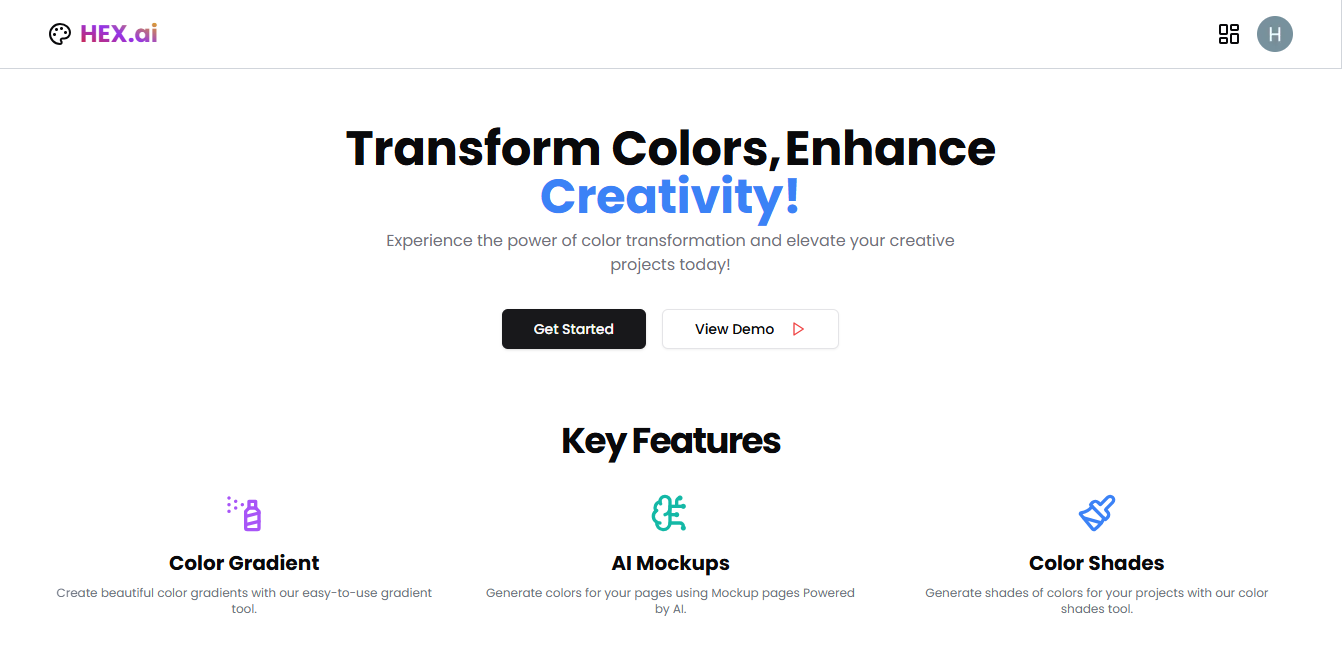 HEX.ai
H
Transform Colors, Enhance
Creativity!
Experience the power of color transformation and elevate your creative
projects today!
Get Started
View Demo
Key Features
Color Gradient
Create beautiful color gradients with our easy-to-use gradient
tool.
AI Mockups
Generate colors for your pages using Mockup pages Powered
by AI.
Color Shades
Generate shades of colors for your projects with our color
shades tool.